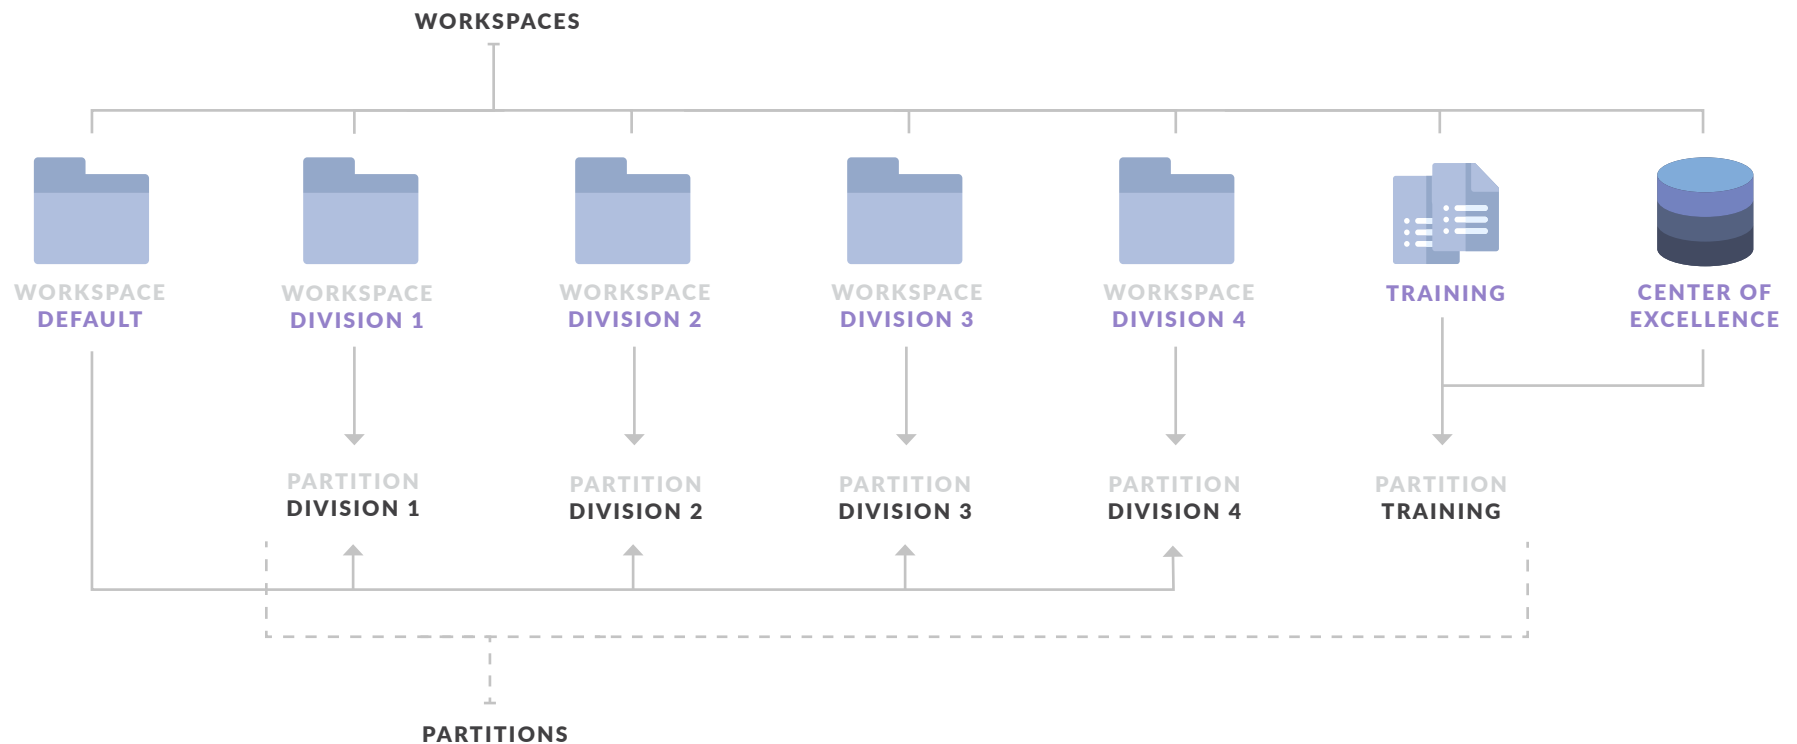 WORKSPACES
WORKSPACE
DEFAULT
WORKSPACE
DIVISION 1
WORKSPACE
DIVISION 2
WORKSPACE
DIVISION 3
WORKSPACE
DIVISION 4
TRAINING
CENTER OF
EXCELLENCE
PARTITION
DIVISION 1
PARTITION
DIVISION 2
PARTITION
DIVISION 3
PARTITION
DIVISION 4
PARTITION
TRAINING
PARTITIONS